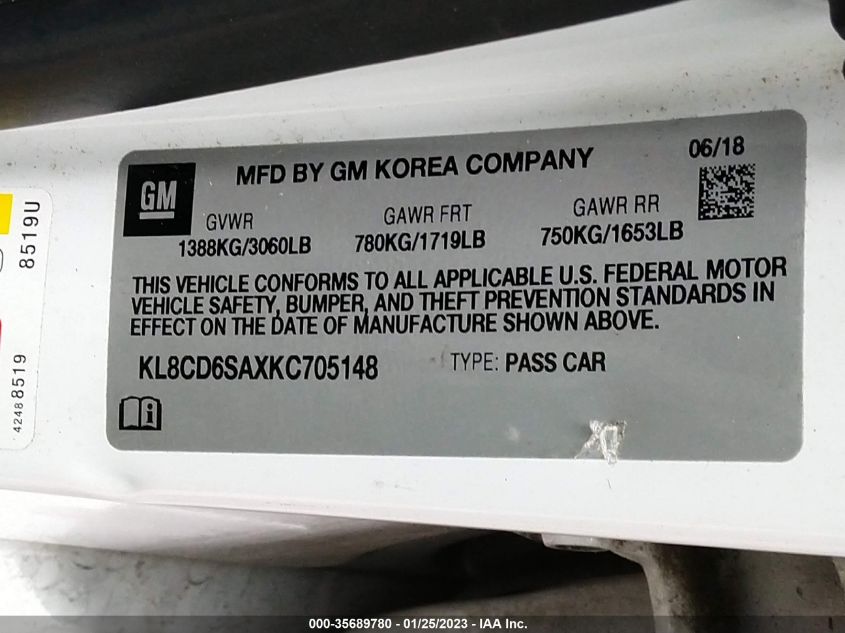 GM
MFD BY GM KOREA COMPANY
06/18
GVWR
GAWR FRT
GAWR RR
1388KG/3060LB
780KG/1719LB
750KG/1653LB
THIS VEHICLE CONFORMS TO ALL APPLICABLE U.S. FEDERAL MOTOR
VEHICLE SAFETY, BUMPER, AND THEFT PREVENTION STANDARDS IN
EFFECT ON THE DATE OF MANUFACTURE SHOWN ABOVE.
KL8CD6SAXKC705148
TYPE: PASS CAR
8519U
42488519
000-35689780 - 01/25/2023 - IAA Inc.